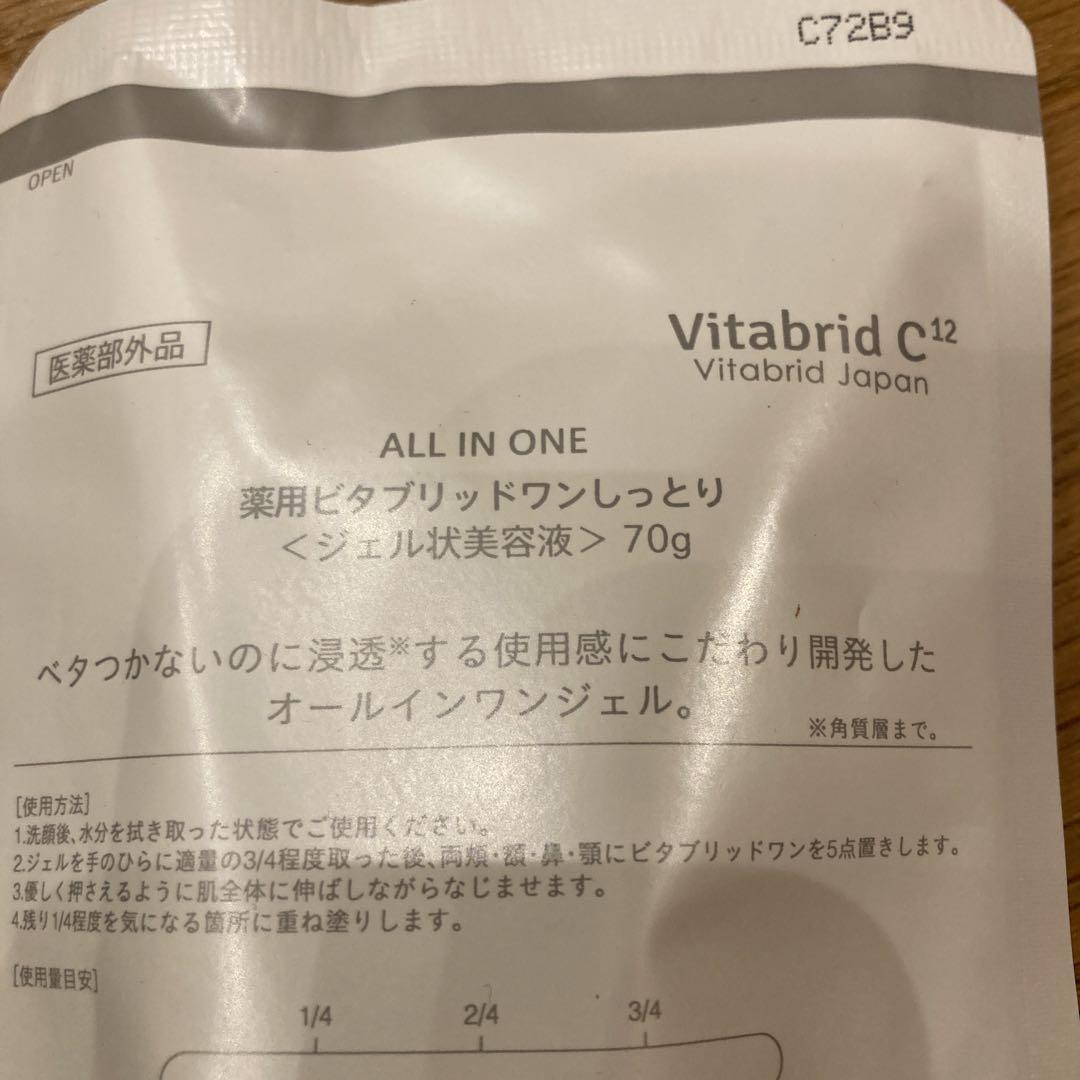 C72B9
OPEN
医薬部外品
Vitabrid C12
Vitabrid Japan
ALL IN ONE
薬用ビタブリッドワンしっとり
＜ジェル状美容液＞ 70g
ベタつかないのに浸透※する使用感にこだわり開発した
オールインワンジェル。
※角質層まで。
[使用方法]
1.洗顔後、水分を拭き取った状態でご使用ください。
2.ジェルを手のひらに適量の3/4程度取った後、両頬・額・鼻・顎にビタブリッドワンを5点置きします。
3.優しく押さえるように肌全体に伸ばしながらなじませます。
4.残り1/4程度を気になる箇所に重ね塗りします。
[使用量目安]
1/4 2/4 3/4